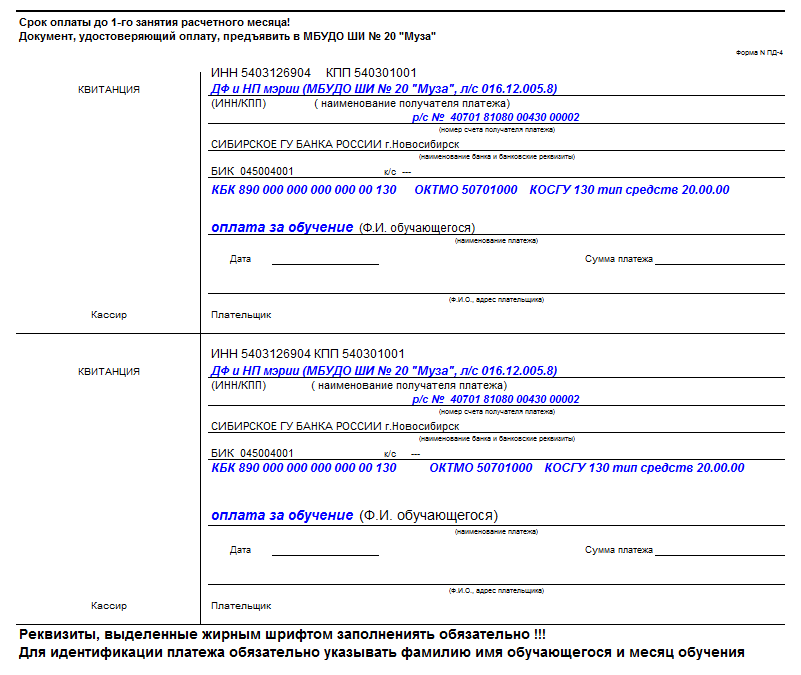 Срок оплаты до 1-го занятия расчетного месяца!
Документ, удостоверяющий оплату, предъявить в МБУДО ШИ № 20 "Муза"
Форма N ПД-4
ИНН 5403126904 КПП 540301001
КВИТАНЦИЯ
ДФ и НП мэрии (МБУДО ШИ № 20 "Муза", л/с 016.12.005.8)
(ИНН/КПП) ( наименование получателя платежа)
р/с № 40701 81080 00430 00002
(номер счета получателя платежа)
СИБИРСКОЕ ГУ БАНКА РОССИИ г.Новосибирск
(наименование банка и банковские реквизиты)
БИК 045004001 к/с ---
КБК 890 000 000 000 000 00 130 ОКТМО 50701000 КОСГУ 130 тип средств 20.00.00
оплата за обучение (Ф.И. обучающегося)
(наименование платежа)
Дата Сумма платежа
(Ф.И.О., адрес плательщика)
Кассир Плательщик
ИНН 5403126904 КПП 540301001
КВИТАНЦИЯ
ДФ и НП мэрии (МБУДО ШИ № 20 "Муза", л/с 016.12.005.8)
(ИНН/КПП) ( наименование получателя платежа)
р/с № 40701 81080 00430 00002
(номер счета получателя платежа)
СИБИРСКОЕ ГУ БАНКА РОССИИ г.Новосибирск
(наименование банка и банковские реквизиты)
БИК 045004001 к/с ---
КБК 890 000 000 000 000 00 130 ОКТМО 50701000 КОСГУ 130 тип средств 20.00.00
оплата за обучение (Ф.И. обучающегося)
(наименование платежа)
Дата Сумма платежа
(Ф.И.О., адрес плательщика)
Кассир Плательщик
Реквизиты, выделенные жирным шрифтом заполнениять обязательно !!!
Для идентификации платежа обязательно указывать фамилию имя обучающегося и месяц обучения